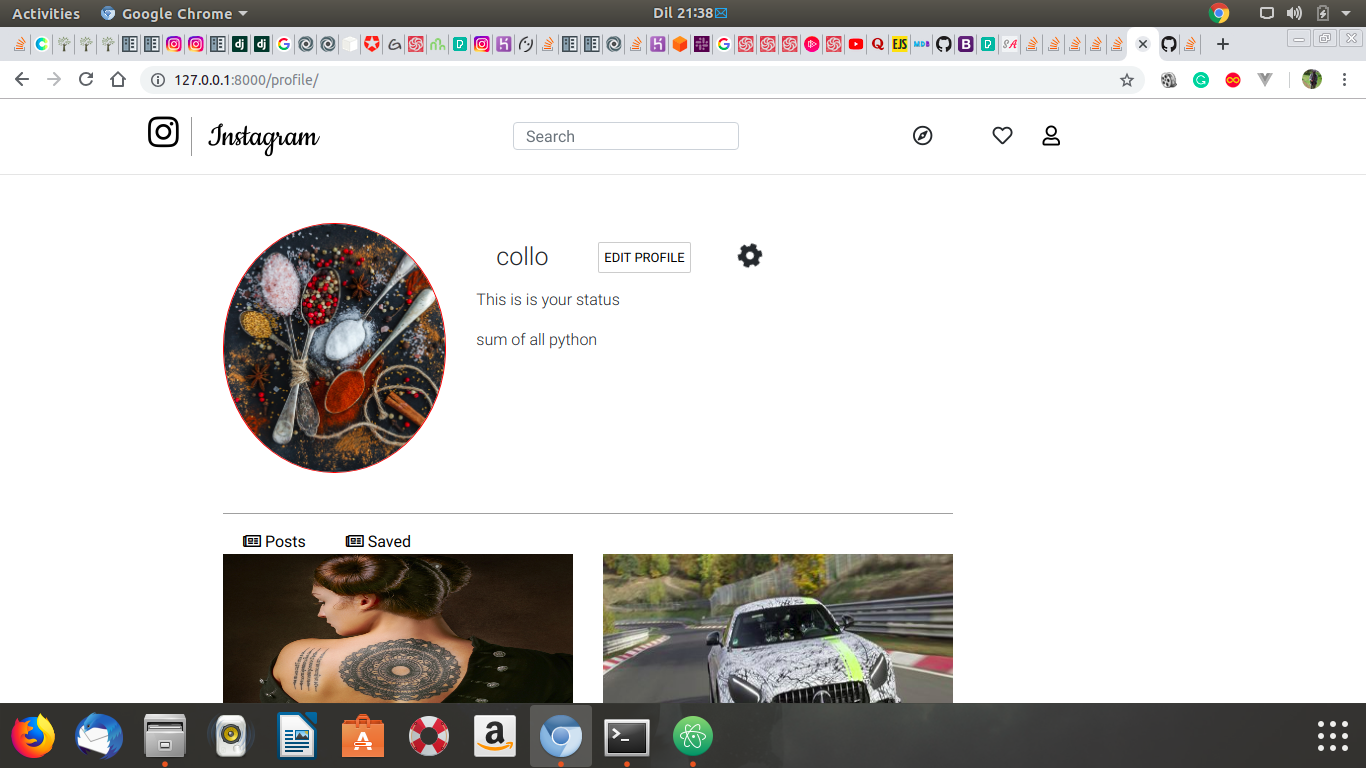 Activities Google Chrome Dil 21:38
127.0.0.1:8000/profile/
Instagram Search
collo EDIT PROFILE
This is is your status
sum of all python
Posts Saved